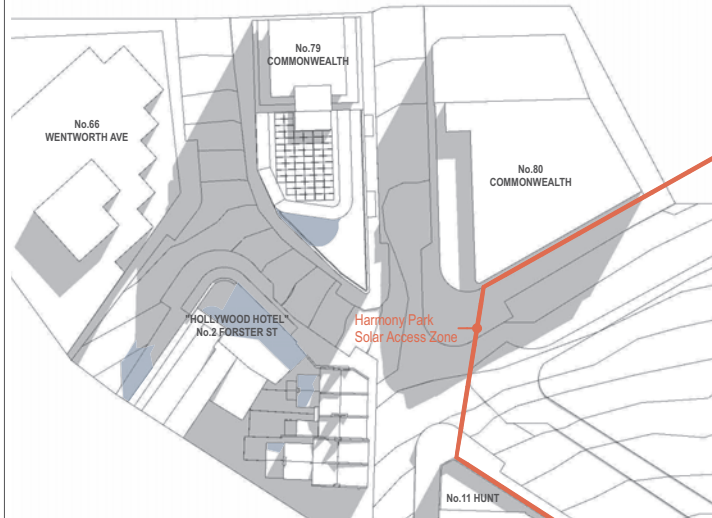 No.79
COMMONWEALTH
No.66
WENTWORTH AVE
No.80
COMMONWEALTH
"HOLLYWOOD HOTEL"
No.2 FORSTER ST
Harmony Park
Solar Access Zone
No.11 HUNT